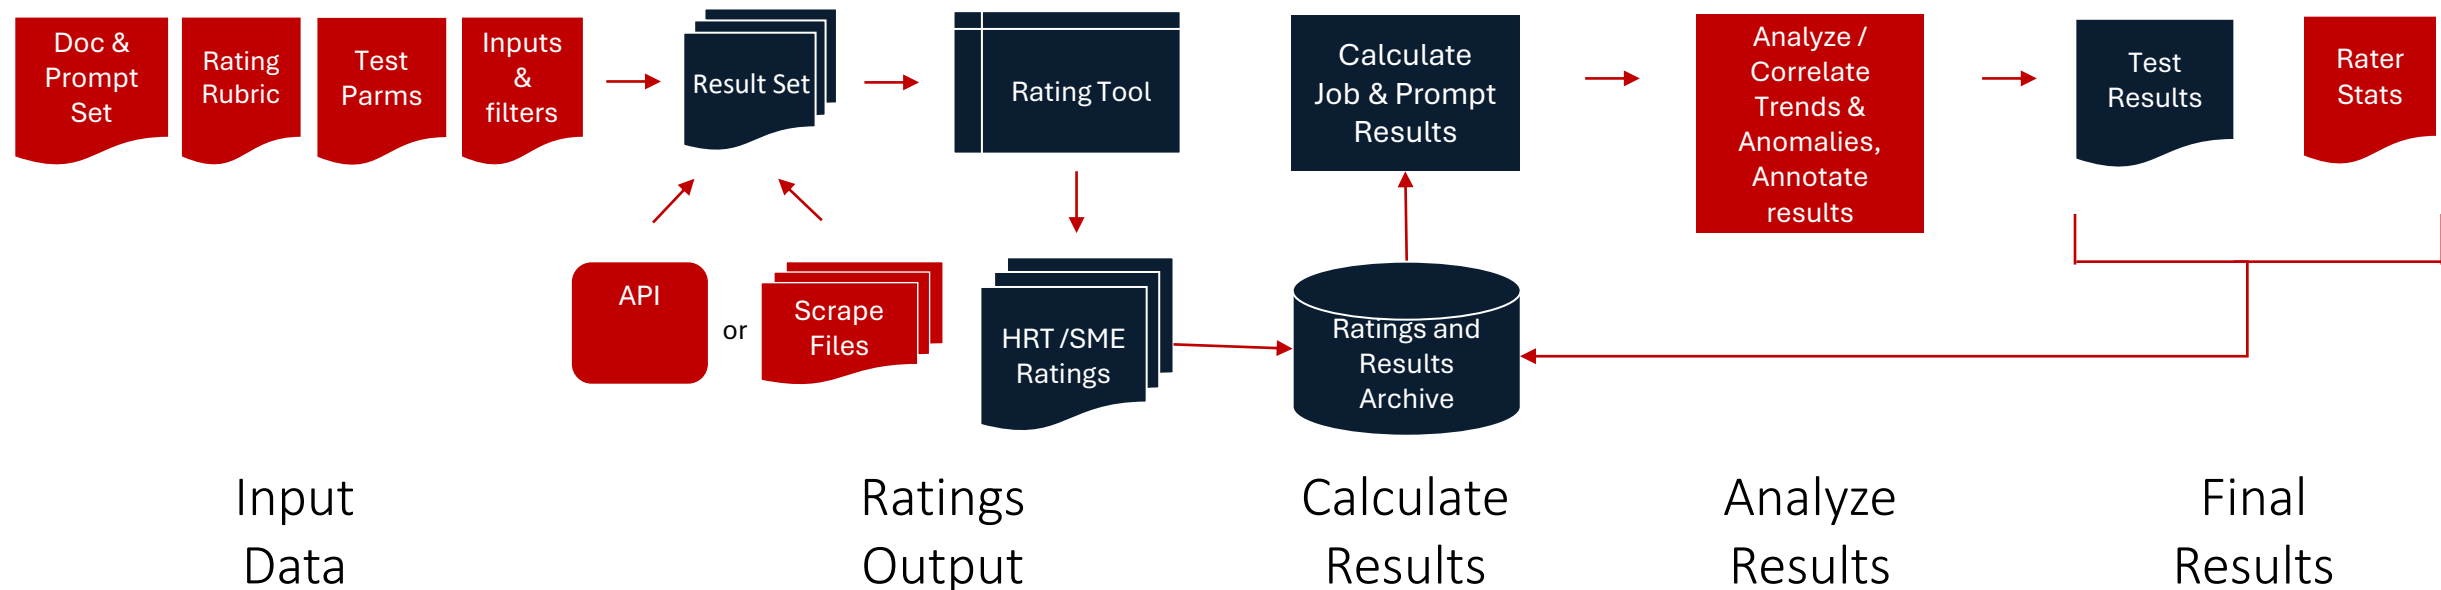 Doc &
Prompt
Set
Rating
Rubric
Test
Parms
Inputs
&
filters
Result Set
Rating Tool
Calculate
Job & Prompt
Results
Analyze /
Correlate
Trends &
Anomalies,
Annotate
results
Test
Results
Rater
Stats
API
or
Scrape
Files
HRT /SME
Ratings
Ratings and
Results
Archive
Input
Data
Ratings
Output
Calculate
Results
Analyze
Results
Final
Results